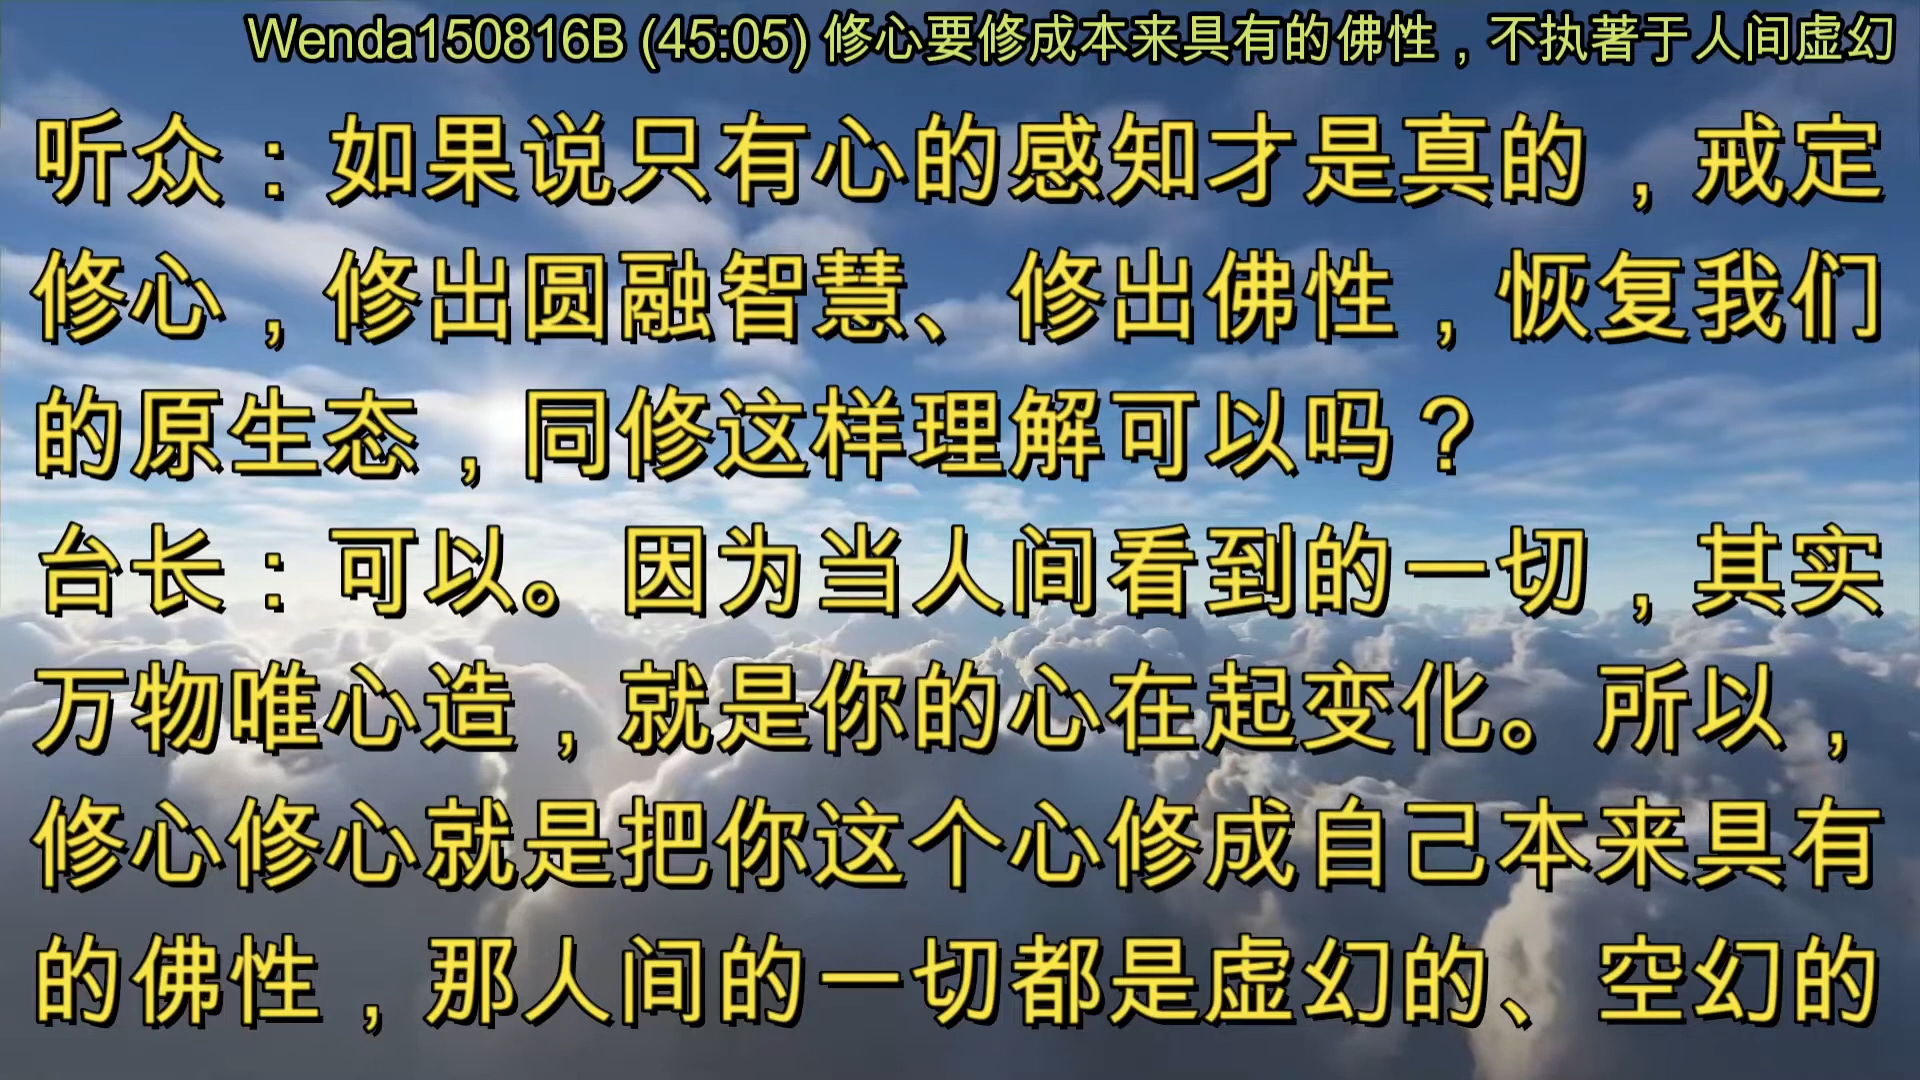 Wenda150816B (45:05) 修心要修成本来具有的佛性，不执著于人间虚幻
听众：如果说只有心的感知才是真的，戒定
修心，修出圆融智慧、修出佛性，恢复我们
的原生态，同修这样理解可以吗？
台长：可以。因为当人间看到的一切，其实
万物唯心造，就是你的心在起变化。所以，
修心修心就是把你这个心修成自己本来具有
的佛性，那人间的一切都是虚幻的、空幻的